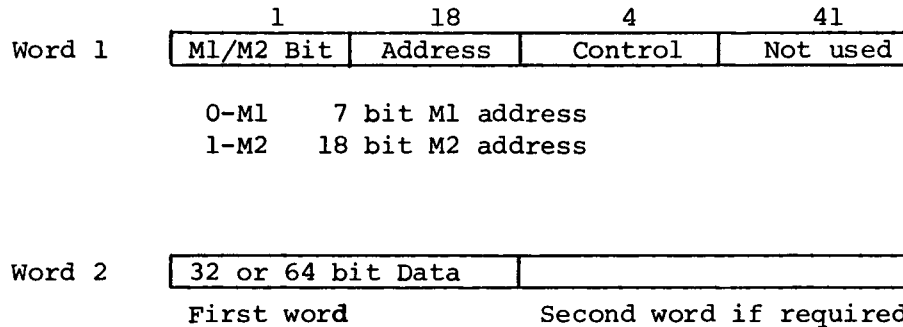 1 18 4 41
Word 1 M1/M2 Bit Address Control Not used
0-M1 7 bit M1 address
1-M2 18 bit M2 address
Word 2 32 or 64 bit Data
First word Second word if required